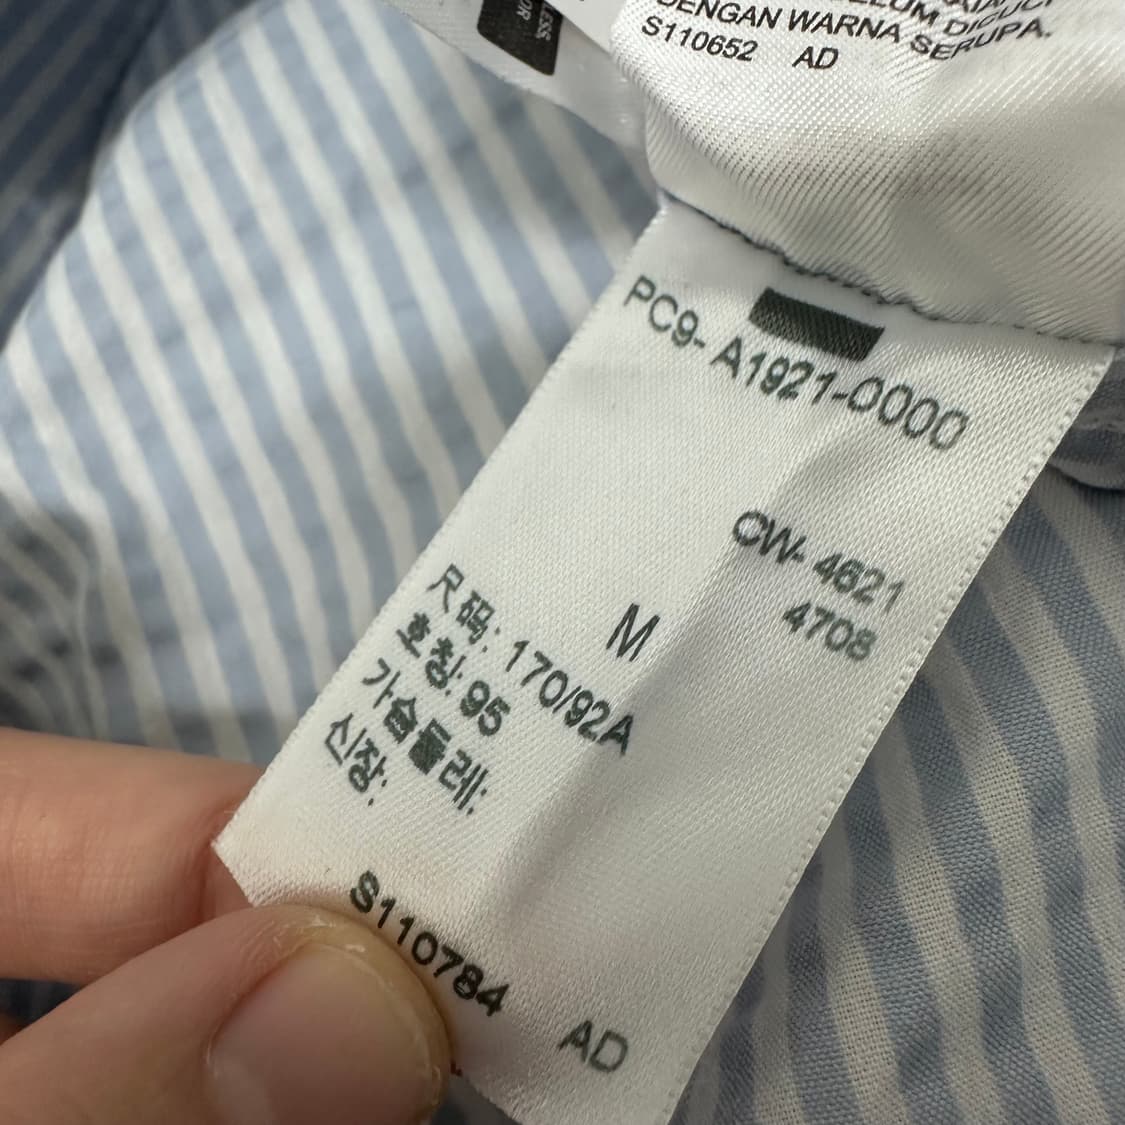 DENGAN WARNA SERUPA.
S110652 AD
PC9- A1921-0000
CW- 4621
4708
M
尺码: 170/92A
호칭: 95
가슴둘레:
신장:
S110784 AD